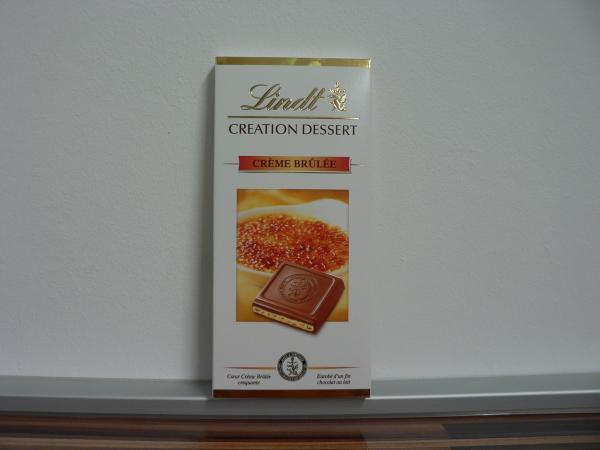 Lindt
CREATION DESSERT
CRÈME BRÛLÉE
Cœur Crème Brûlée
croquante
Enrobé d'un fin
chocolat au lait